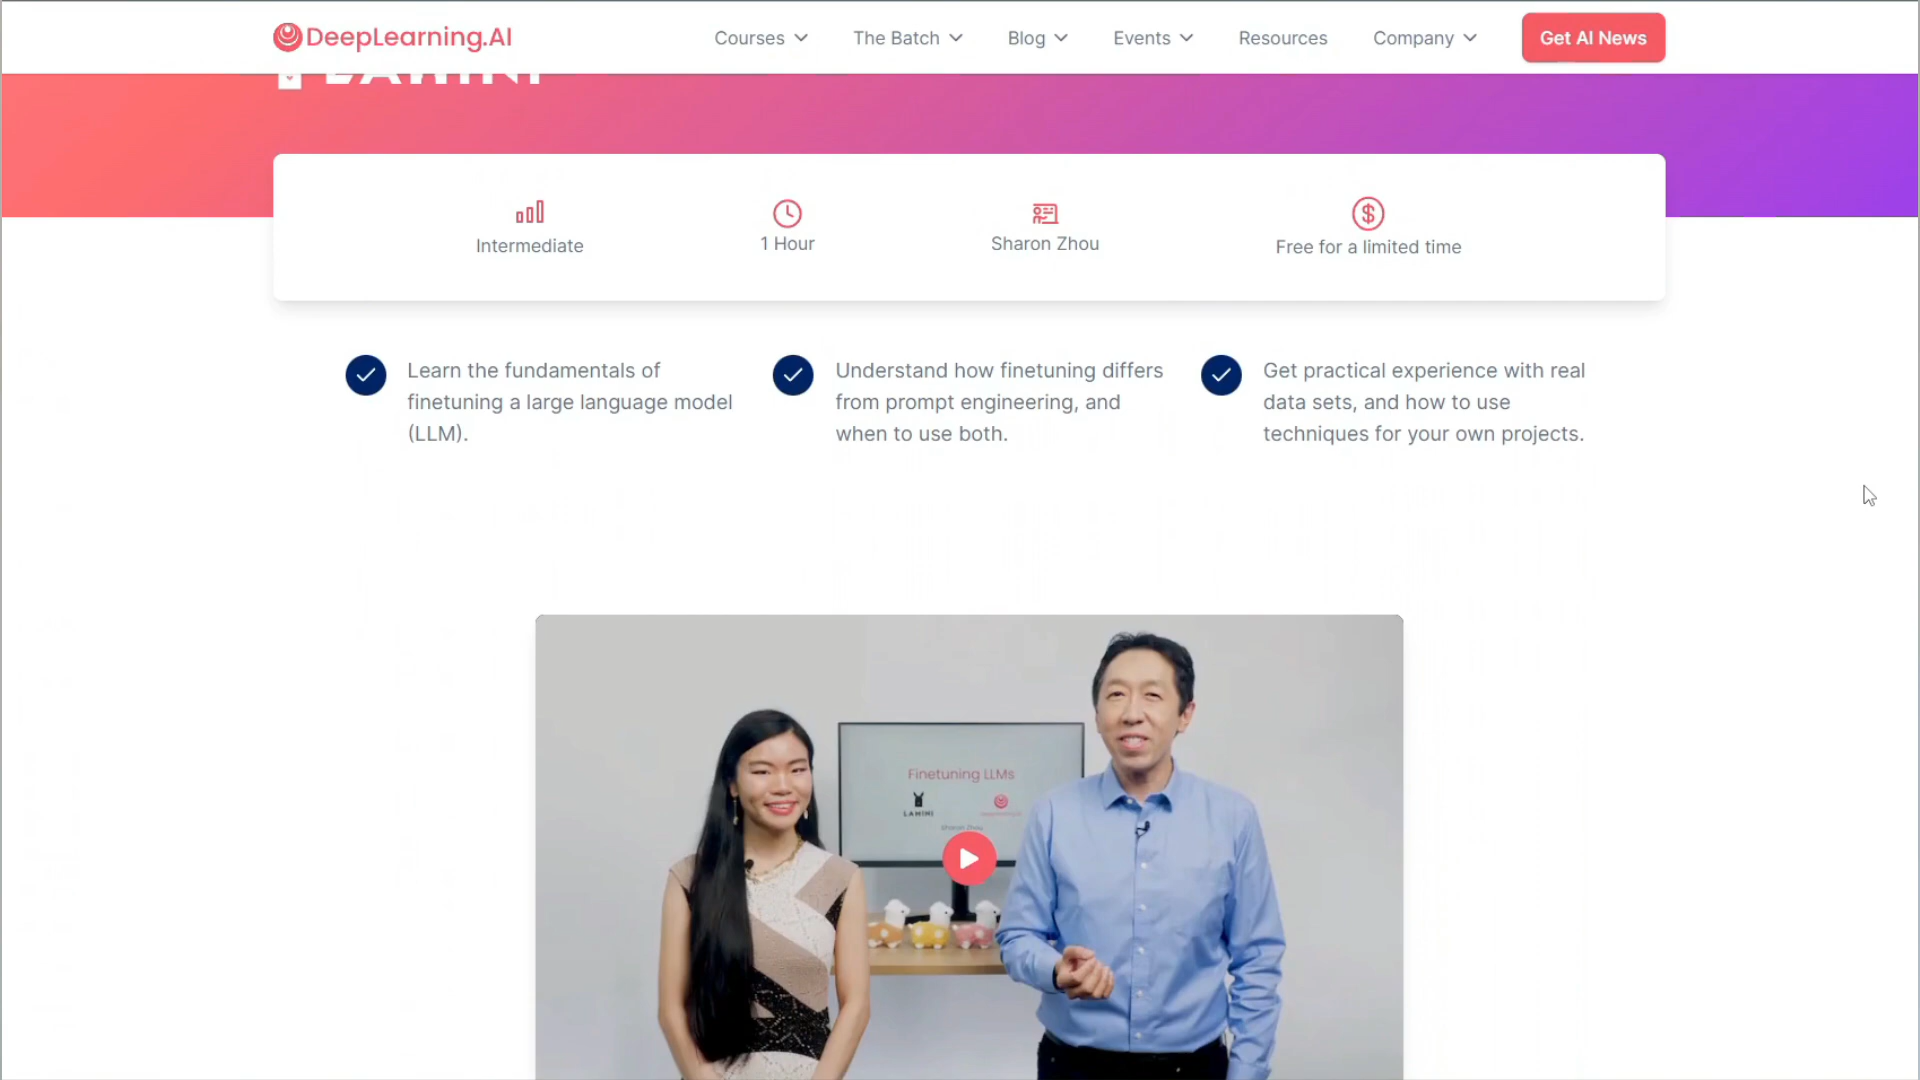 DeepLearning.AI
Courses
The Batch
Blog
Events
Resources
Company
Get AI News
LAMINI
Intermediate
1 Hour
Sharon Zhou
Free for a limited time
Learn the fundamentals of
finetuning a large language model
(LLM).
Understand how finetuning differs
from prompt engineering, and
when to use both.
Get practical experience with real
data sets, and how to use
techniques for your own projects.
Finetuning LLMs
LAMINI
Sharon Zhou